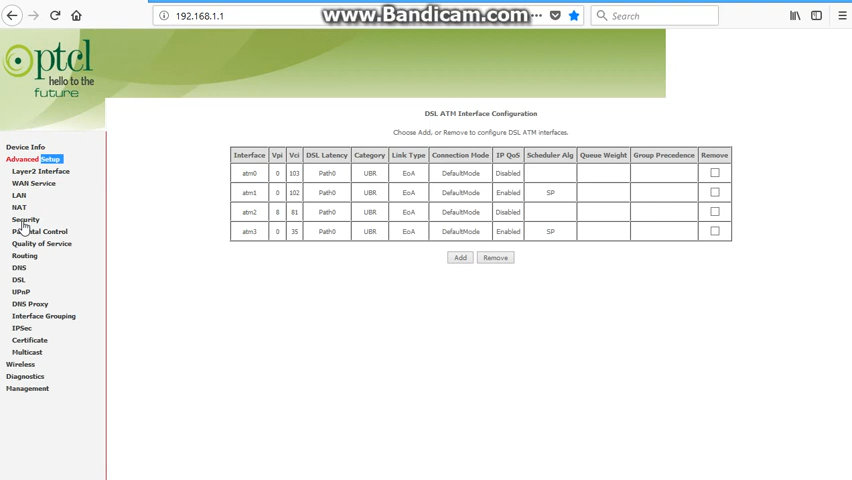 192.168.1.1
www.Bandicam.com
Search
ptcl
hello to the
future
Device Info
Advanced Setup
Layer2 Interface
WAN Service
LAN
NAT
Security
Parental Control
Quality of Service
Routing
DNS
DSL
UPnP
DNS Proxy
Interface Grouping
IPSec
Certificate
Multicast
Wireless
Diagnostics
Management
DSL ATM Interface Configuration
Choose Add, or Remove to configure DSL ATM interfaces.
Interface Vpi Vci DSL Latency Category Link Type Connection Mode IP QoS Scheduler Alg Queue Weight Group Precedence Remove
atm0 0 103 Path0 UBR EoA DefaultMode Disabled
atm1 0 102 Path0 UBR EoA DefaultMode Enabled SP
atm2 8 81 Path0 UBR EoA DefaultMode Disabled
atm3 0 35 Path0 UBR EoA DefaultMode Enabled SP
Add Remove